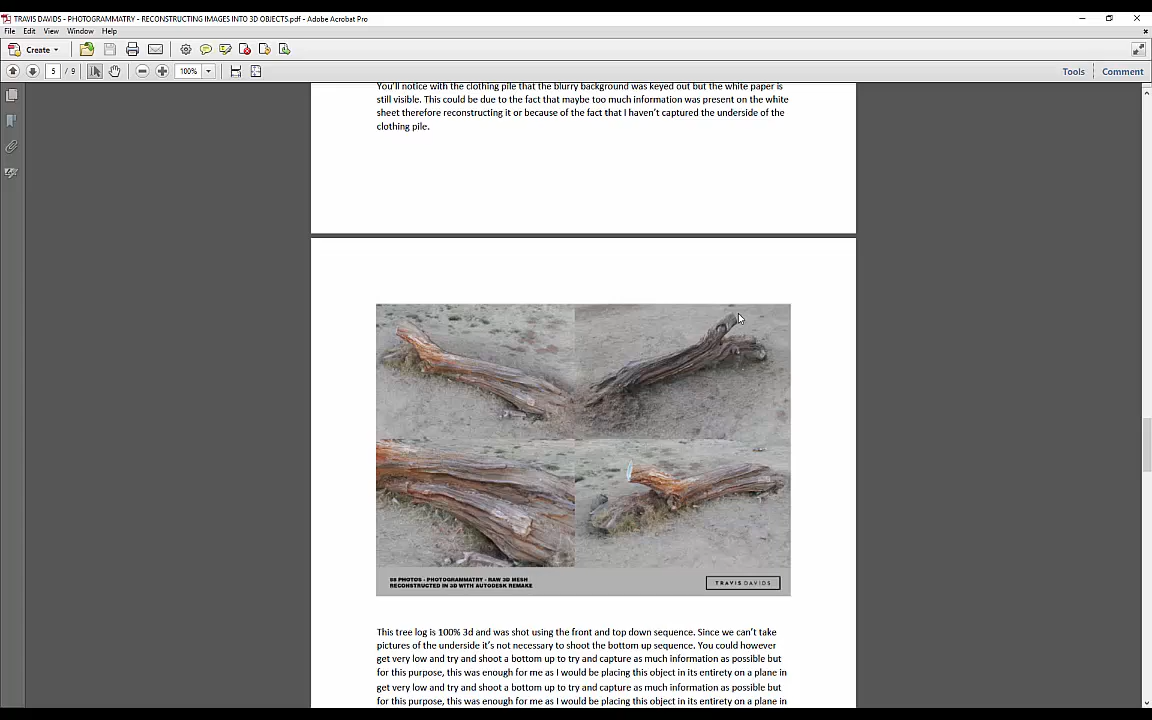 TRAVIS DAVIDS - PHOTOGRAMMATRY - RECONSTRUCTING IMAGES INTO 3D OBJECTS.pdf - Adobe Acrobat Pro
File Edit View Window Help
Create
5 / 9 100% Tools Comment
You'll notice with the clothing pile that the blurry background was keyed out but the white paper is
still visible. This could be due to the fact that maybe too much information was present on the white
sheet therefore reconstructing it or because of the fact that I haven't captured the underside of the
clothing pile.
PHOTOS - PHOTOGRAMMATRY - RAW 3D MESH
RECONSTRUCTED IN 3D WITH AUTODESK REMAKE
TRAVIS DAVIDS
This tree log is 100% 3d and was shot using the front and top down sequence. Since we can't take
pictures of the underside it's not necessary to shoot the bottom up sequence. You could however
get very low and try and shoot a bottom up to try and capture as much information as possible but
for this purpose, this was enough for me as I would be placing this object in its entirety on a plane in
get very low and try and shoot a bottom up to try and capture as much information as possible but
for this purpose, this was enough for me as I would be placing this object in its entirety on a plane in